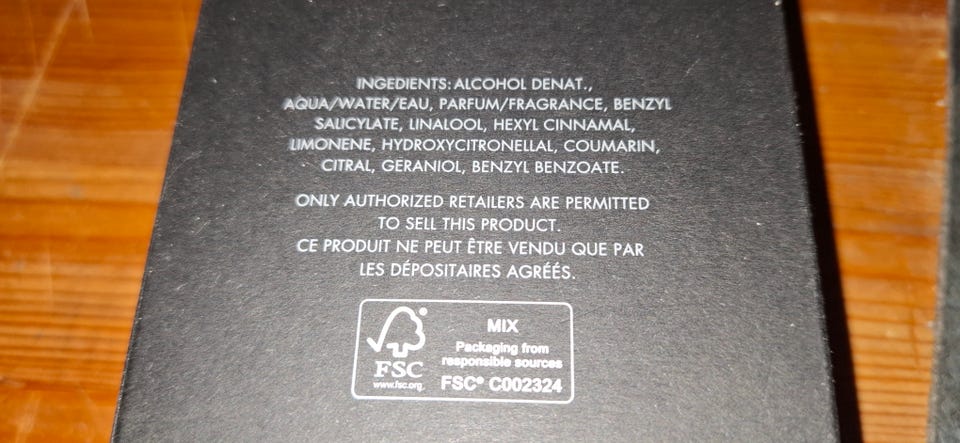 INGEDIENTS: ALCOHOL DENAT.,
AQUA/WATER/EAU, PARFUM/FRAGRANCE, BENZYL
SALICYLATE, LINALOOL, HEXYL CINNAMAL,
LIMONENE, HYDROXYCITRONELLAL, COUMARIN,
CITRAL, GERANIOL, BENZYL BENZOATE.
ONLY AUTHORIZED RETAILERS ARE PERMITTED
TO SELL THIS PRODUCT.
CE PRODUIT NE PEUT ÊTRE VENDU QUE PAR
LES DÉPOSITAIRES AGRÉÉS.
FSC
www.fsc.org
MIX
Packaging from
responsible sources
FSC® C002324